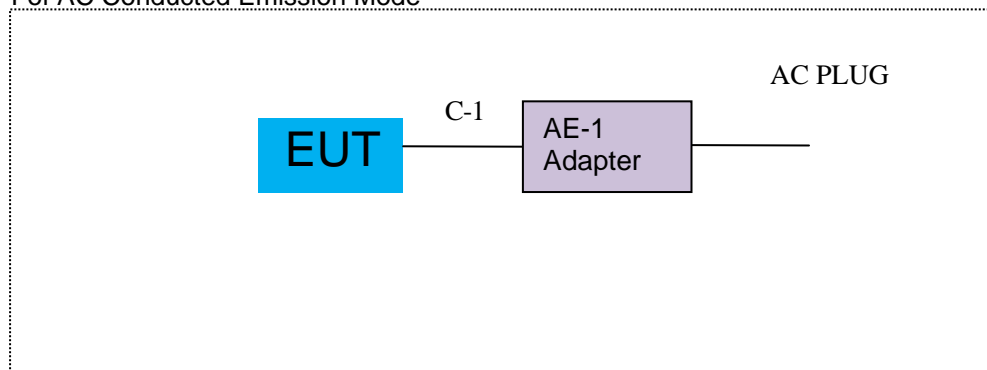 For AC Conducted Emission Mode
AC PLUG
C-1
EUT
AE-1
Adapter